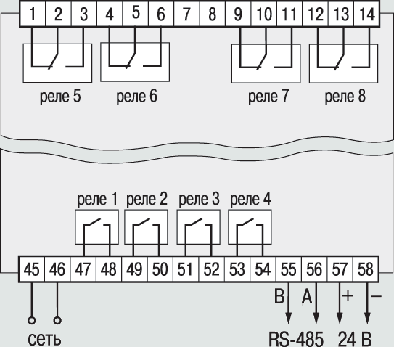 1 2 3 4 5 6 7 8 9 10 11 12 13 14
реле 5 реле 6 реле 7 реле 8
реле 1 реле 2 реле 3 реле 4
45 46 47 48 49 50 51 52 53 54 55 56 57 58
B A + −
сеть RS-485 24 В